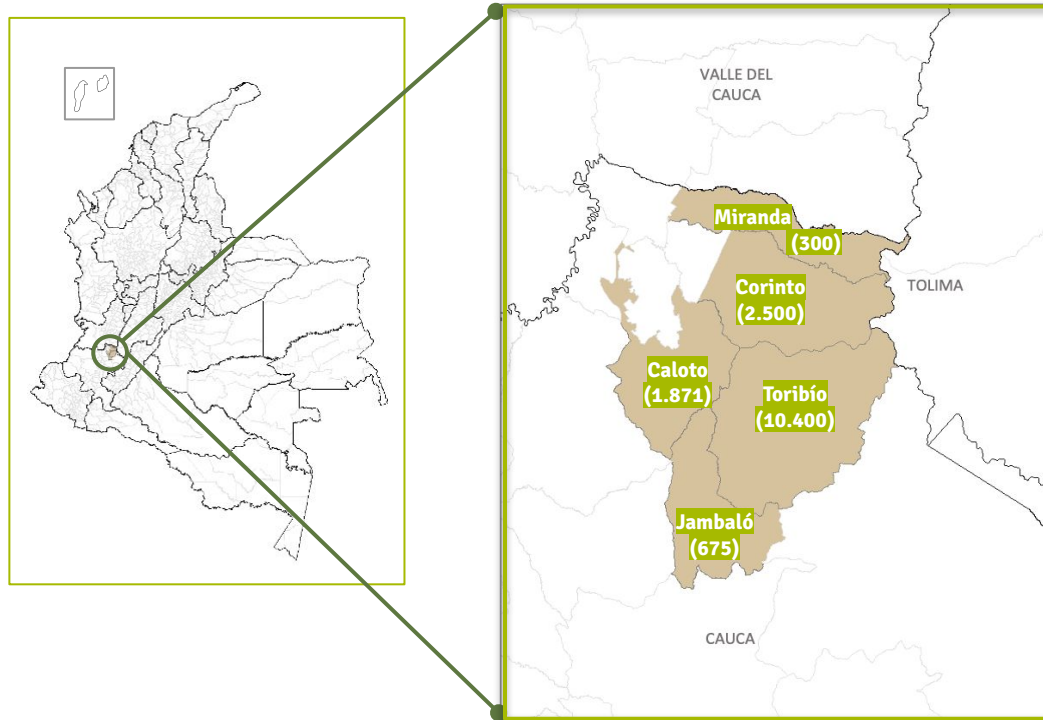 VALLE DEL
CAUCA
Miranda
(300)
TOLIMA
Corinto
(2.500)
Caloto
(1.871)
Toribío
(10.400)
Jambaló
(675)
CAUCA